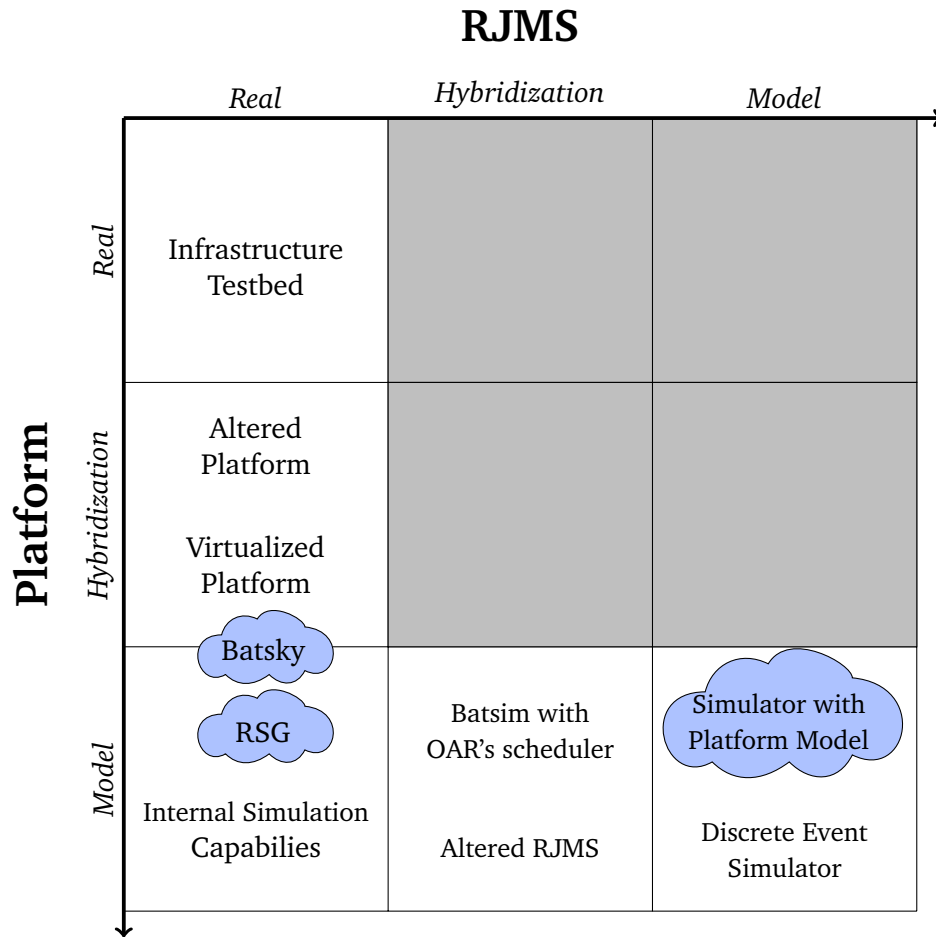 RJMS
Real
Hybridization
Model
Platform
Real
Infrastructure
Testbed
Hybridization
Altered
Platform
Virtualized
Platform
Batsky
Model
RSG
Internal Simulation
Capabilies
Batsim with
OAR's scheduler
Altered RJMS
Simulator with
Platform Model
Discrete Event
Simulator